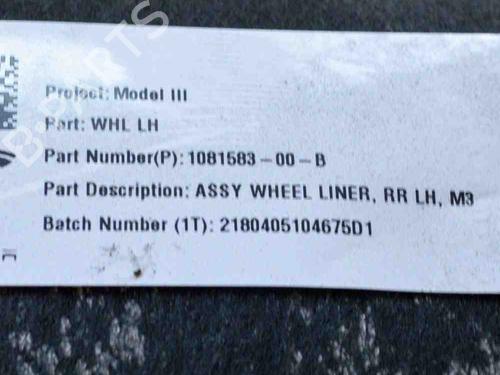 Project: Model III
Part: WHL LH
Part Number(P): 1081583-00-B
Part Description: ASSY WHEEL LINER, RR LH, M3
Batch Number (1T): 2180405104675D1
B-PARTS